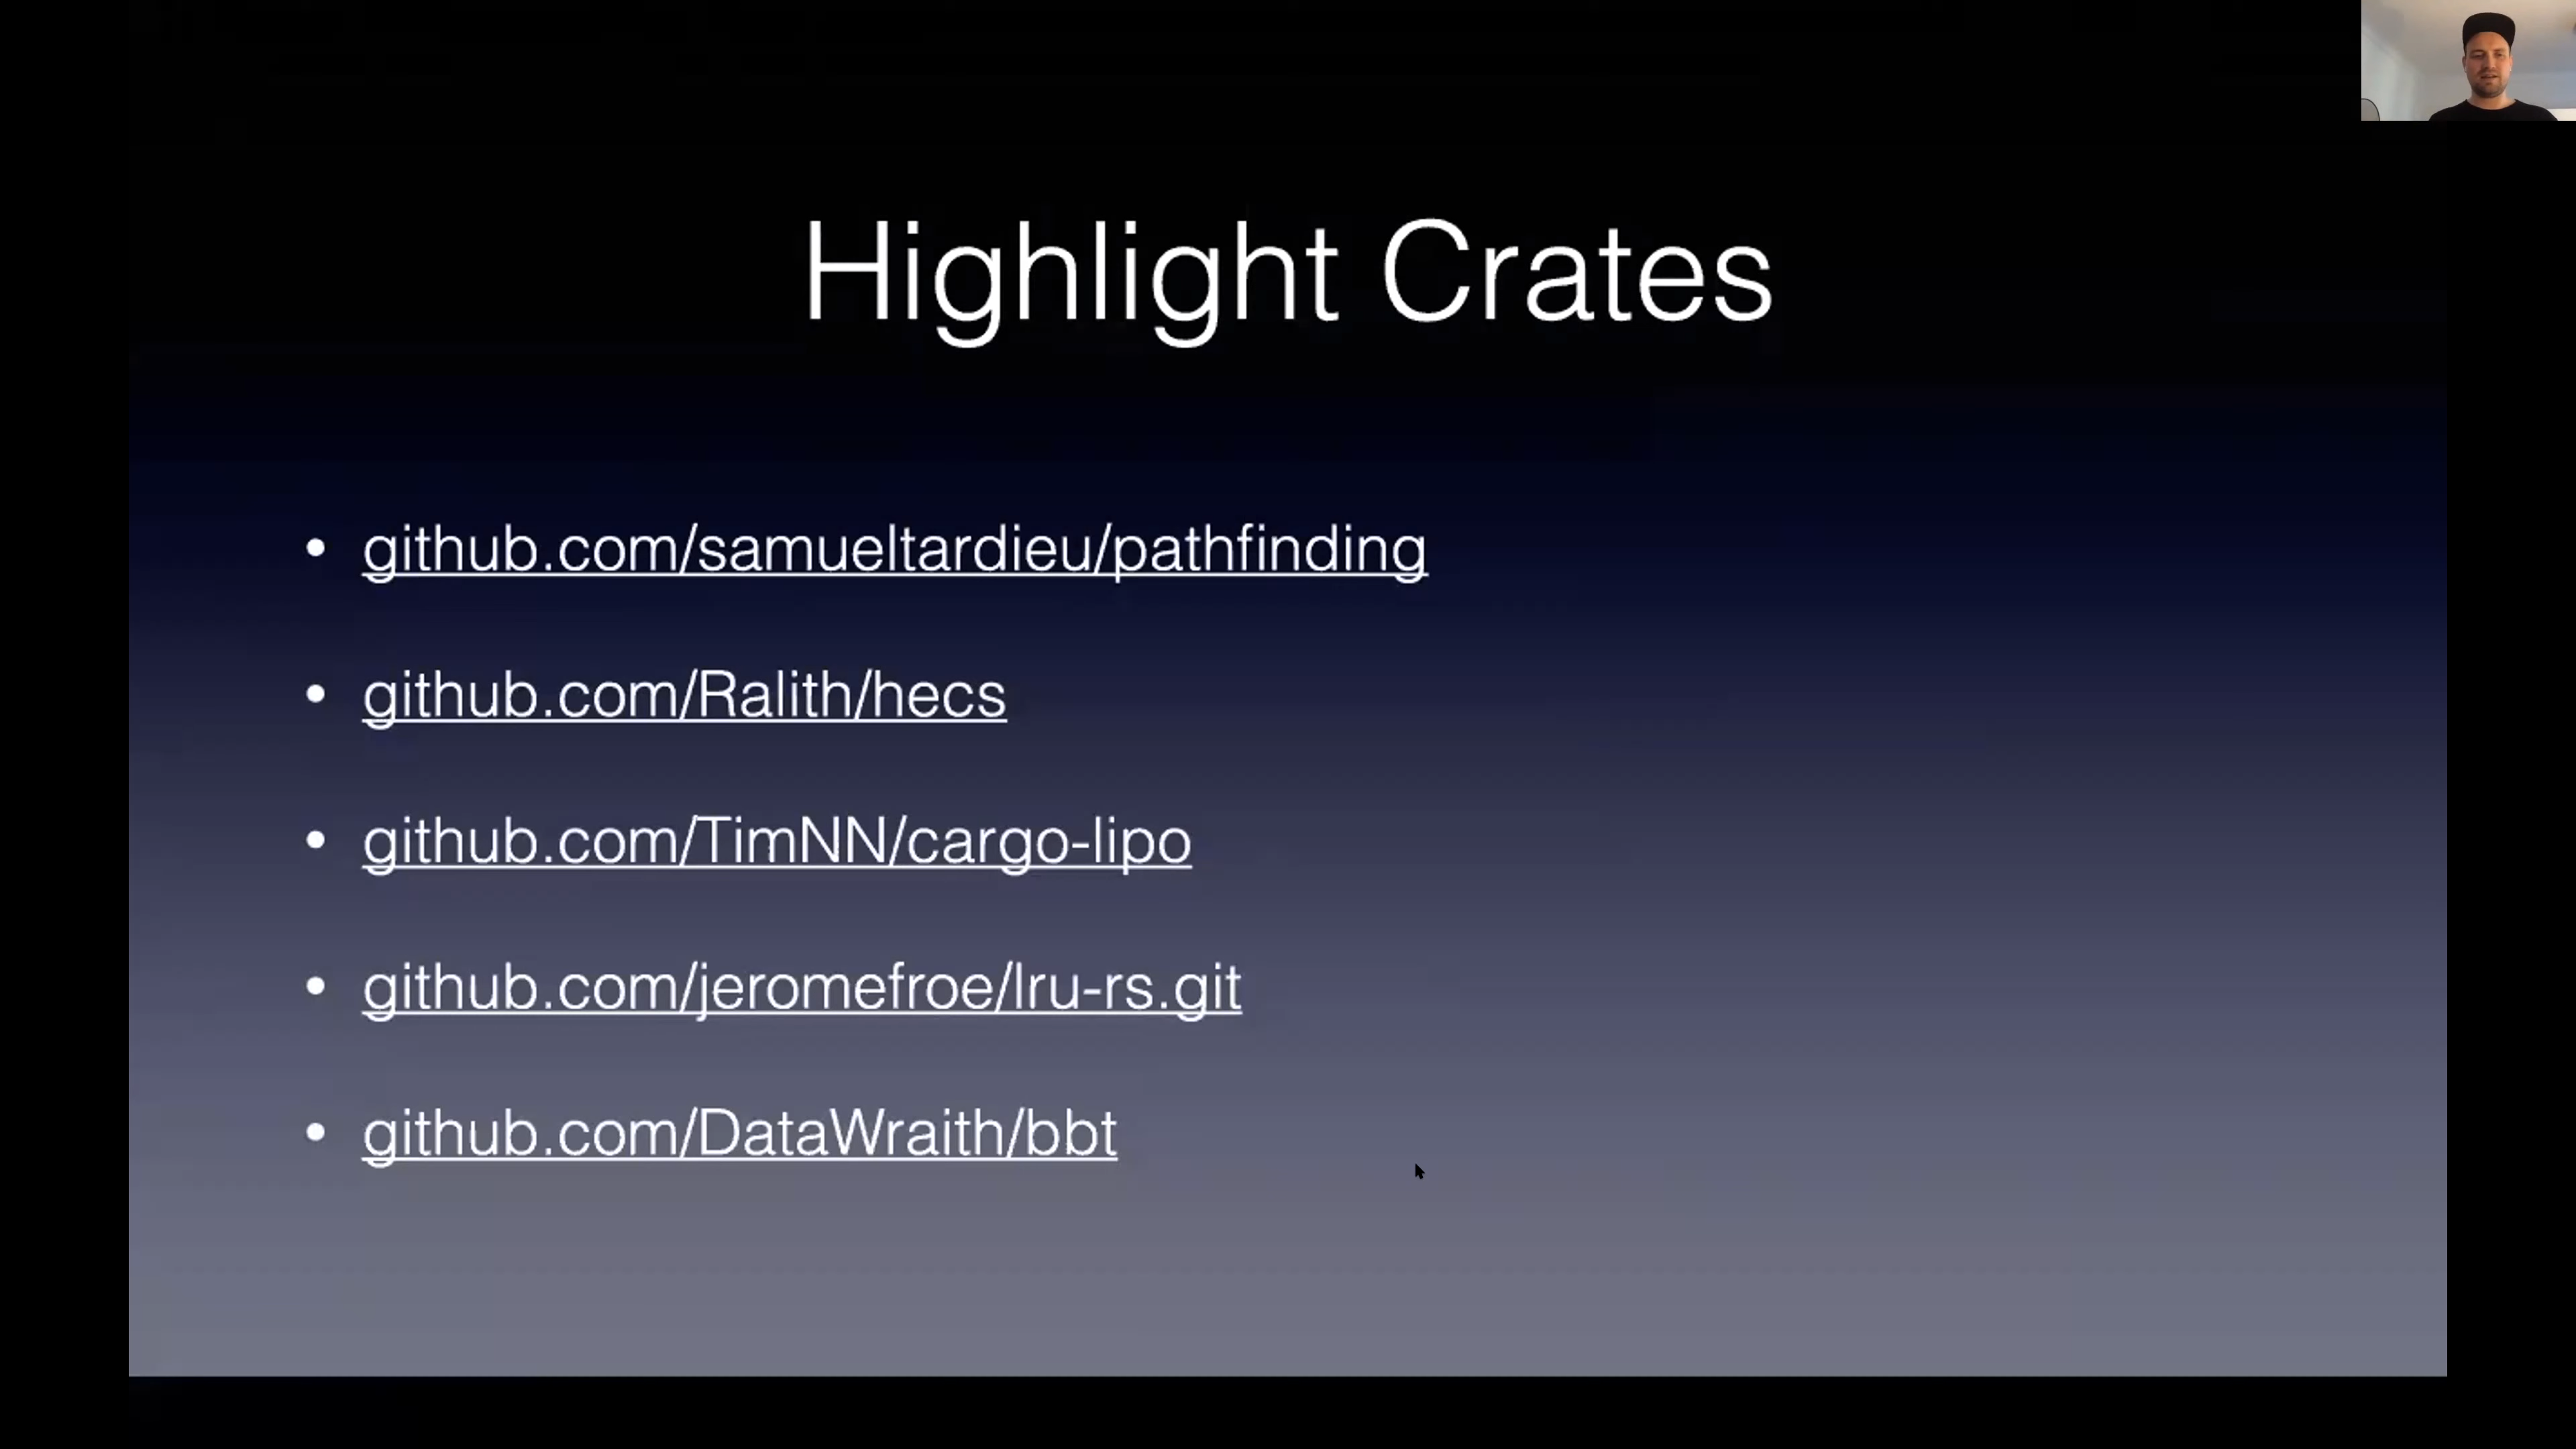 Highlight Crates
• github.com/samueltardieu/pathfinding
• github.com/Ralith/hecs
• github.com/TimNN/cargo-lipo
• github.com/jeromefroe/lru-rs.git
• github.com/DataWraith/bbt